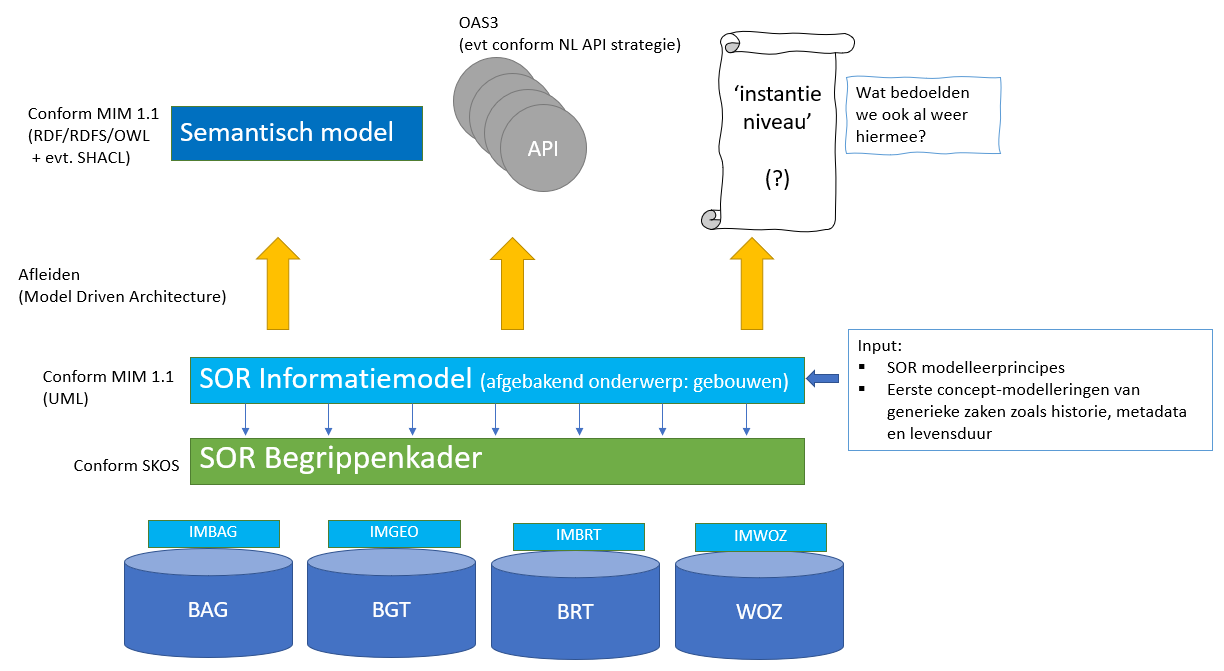 OAS3
(evt conform NL API strategie)
Conform MIM 1.1
(RDF/RDFS/OWL
+ evt. SHACL)
Semantisch model
API
‘instantie
niveau’
(?)
Wat bedoelden
we ook al weer
hiermee?
Afleiden
(Model Driven Architecture)
Conform MIM 1.1
(UML)
SOR Informatiemodel (afgebakend onderwerp: gebouwen)
Input:
▪ SOR modelleerprincipes
▪ Eerste concept-modelleringen van
generieke zaken zoals historie, metadata
en levensduur
Conform SKOS
SOR Begrippenkader
IMBAG
IMGEO
IMBRT
IMWOZ
BAG
BGT
BRT
WOZ